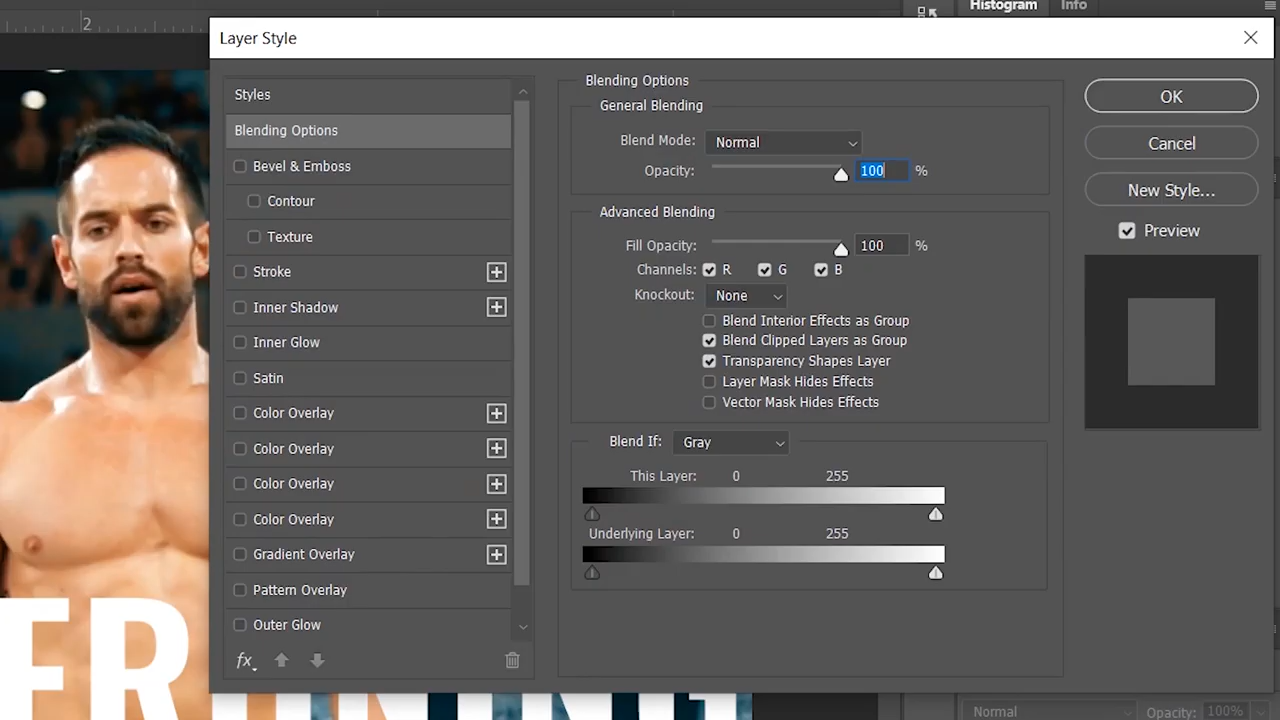 2
Histogram Info
Layer Style
Styles
Blending Options
Bevel & Emboss
Contour
Texture
Stroke
Inner Shadow
Inner Glow
Satin
Color Overlay
Color Overlay
Color Overlay
Color Overlay
Gradient Overlay
Pattern Overlay
Outer Glow
fx
Blending Options
General Blending
Blend Mode: Normal
Opacity: 100 %
Advanced Blending
Fill Opacity: 100 %
Channels: R G B
Knockout: None
Blend Interior Effects as Group
Blend Clipped Layers as Group
Transparency Shapes Layer
Layer Mask Hides Effects
Vector Mask Hides Effects
Blend If: Gray
This Layer: 0 255
Underlying Layer: 0 255
OK
Cancel
New Style...
Preview
FRONING
Normal Opacity: 100%